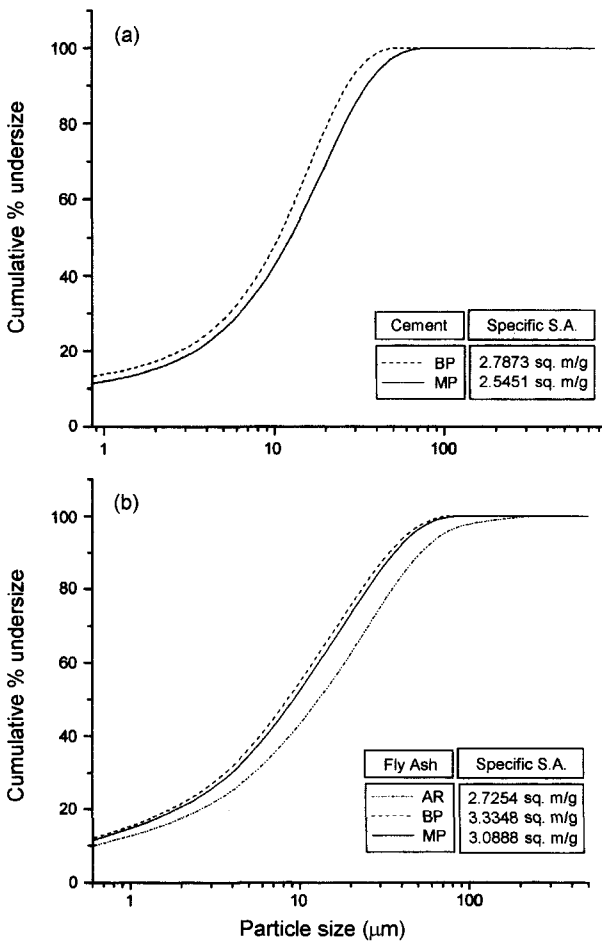 (a)
100
80
60
40
20
0
Cumulative % undersize
1
10
100
Cement
Specific S.A.
BP
2.7873 sq. m/g
MP
2.5451 sq. m/g
(b)
100
80
60
40
20
0
Cumulative % undersize
1
10
100
Fly Ash
Specific S.A.
AR
2.7254 sq. m/g
BP
3.3348 sq. m/g
MP
3.0888 sq. m/g
Particle size (μm)